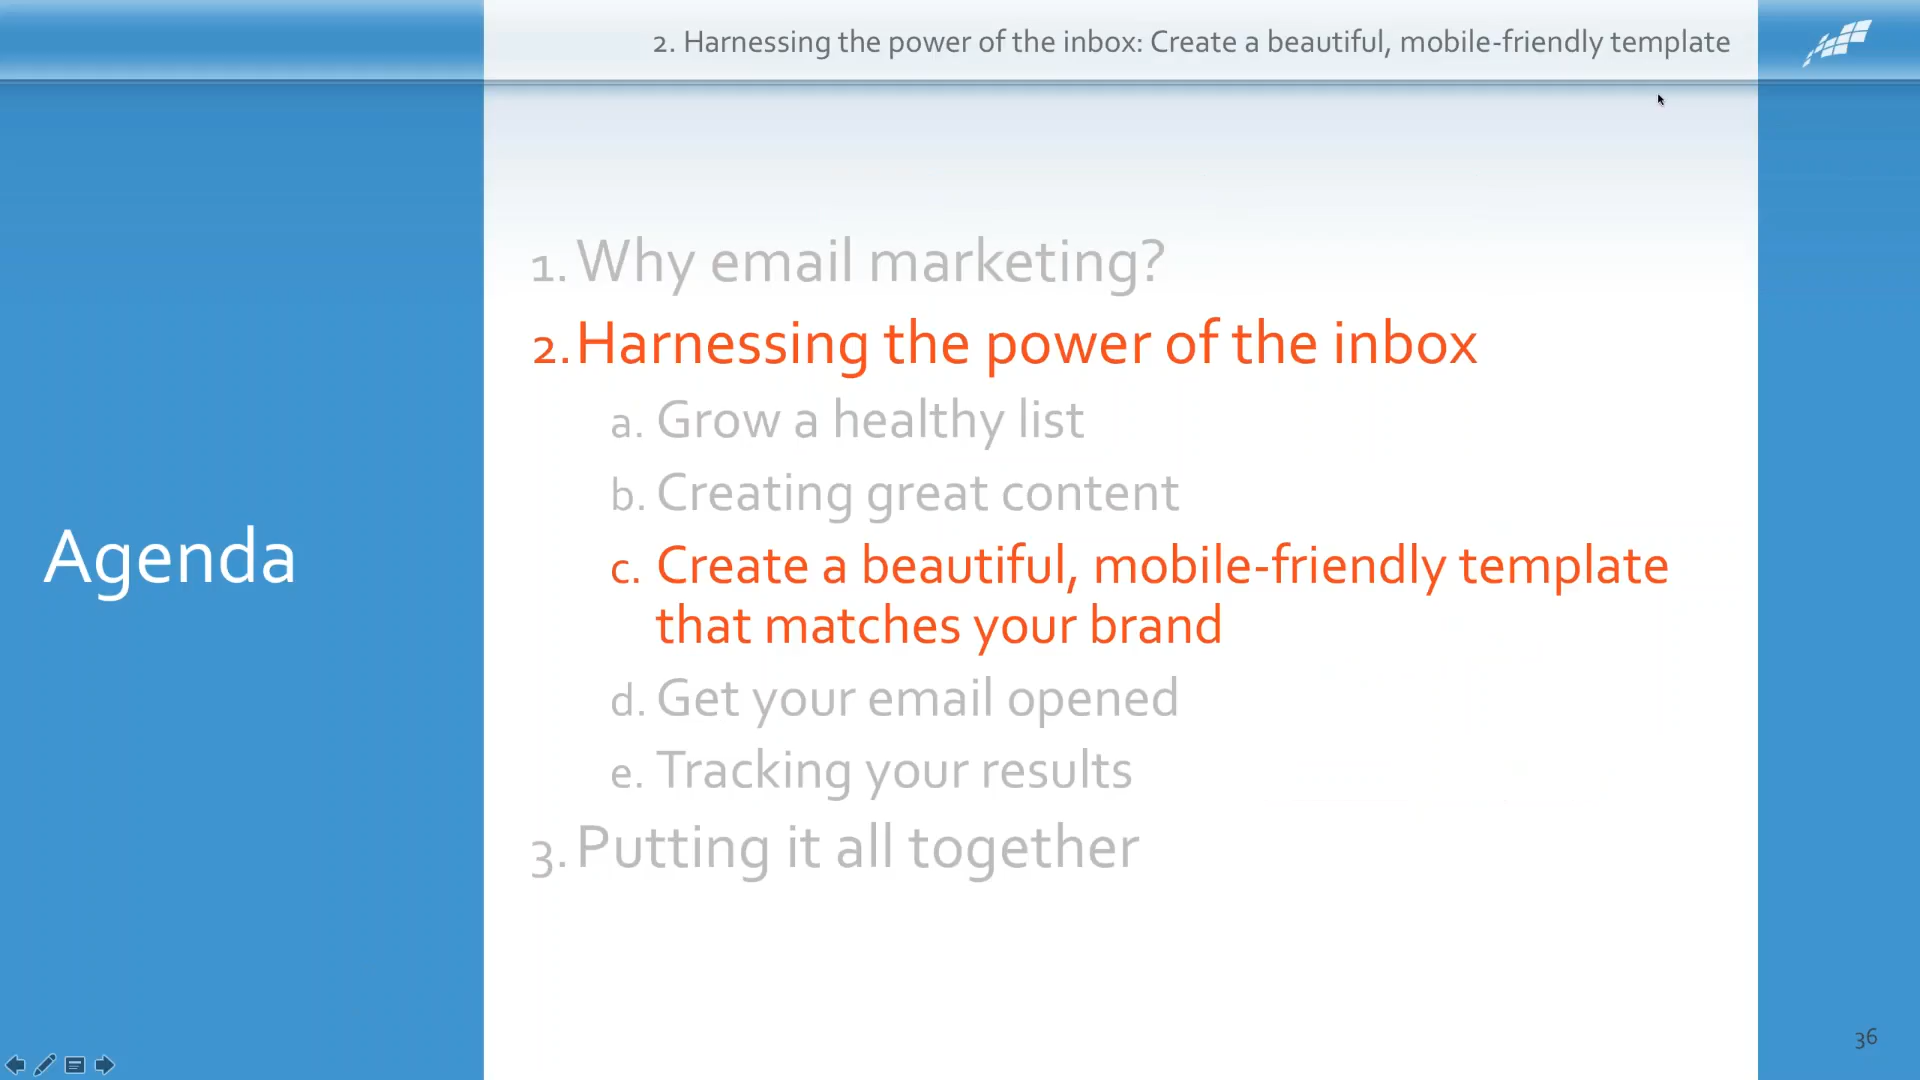 2. Harnessing the power of the inbox: Create a beautiful, mobile-friendly template
Agenda
1. Why email marketing?
2. Harnessing the power of the inbox
a. Grow a healthy list
b. Creating great content
c. Create a beautiful, mobile-friendly template
that matches your brand
d. Get your email opened
e. Tracking your results
3. Putting it all together
36